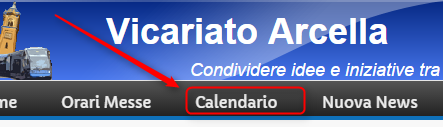 Vicariato Arcella
Condividere idee e iniziative tra
me Orari Messe Calendario Nuova News